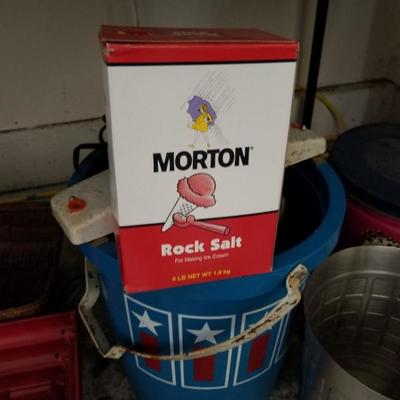 MORTON®
Rock Salt
For Making Ice Cream
4 LB NET WT 1.8 kg